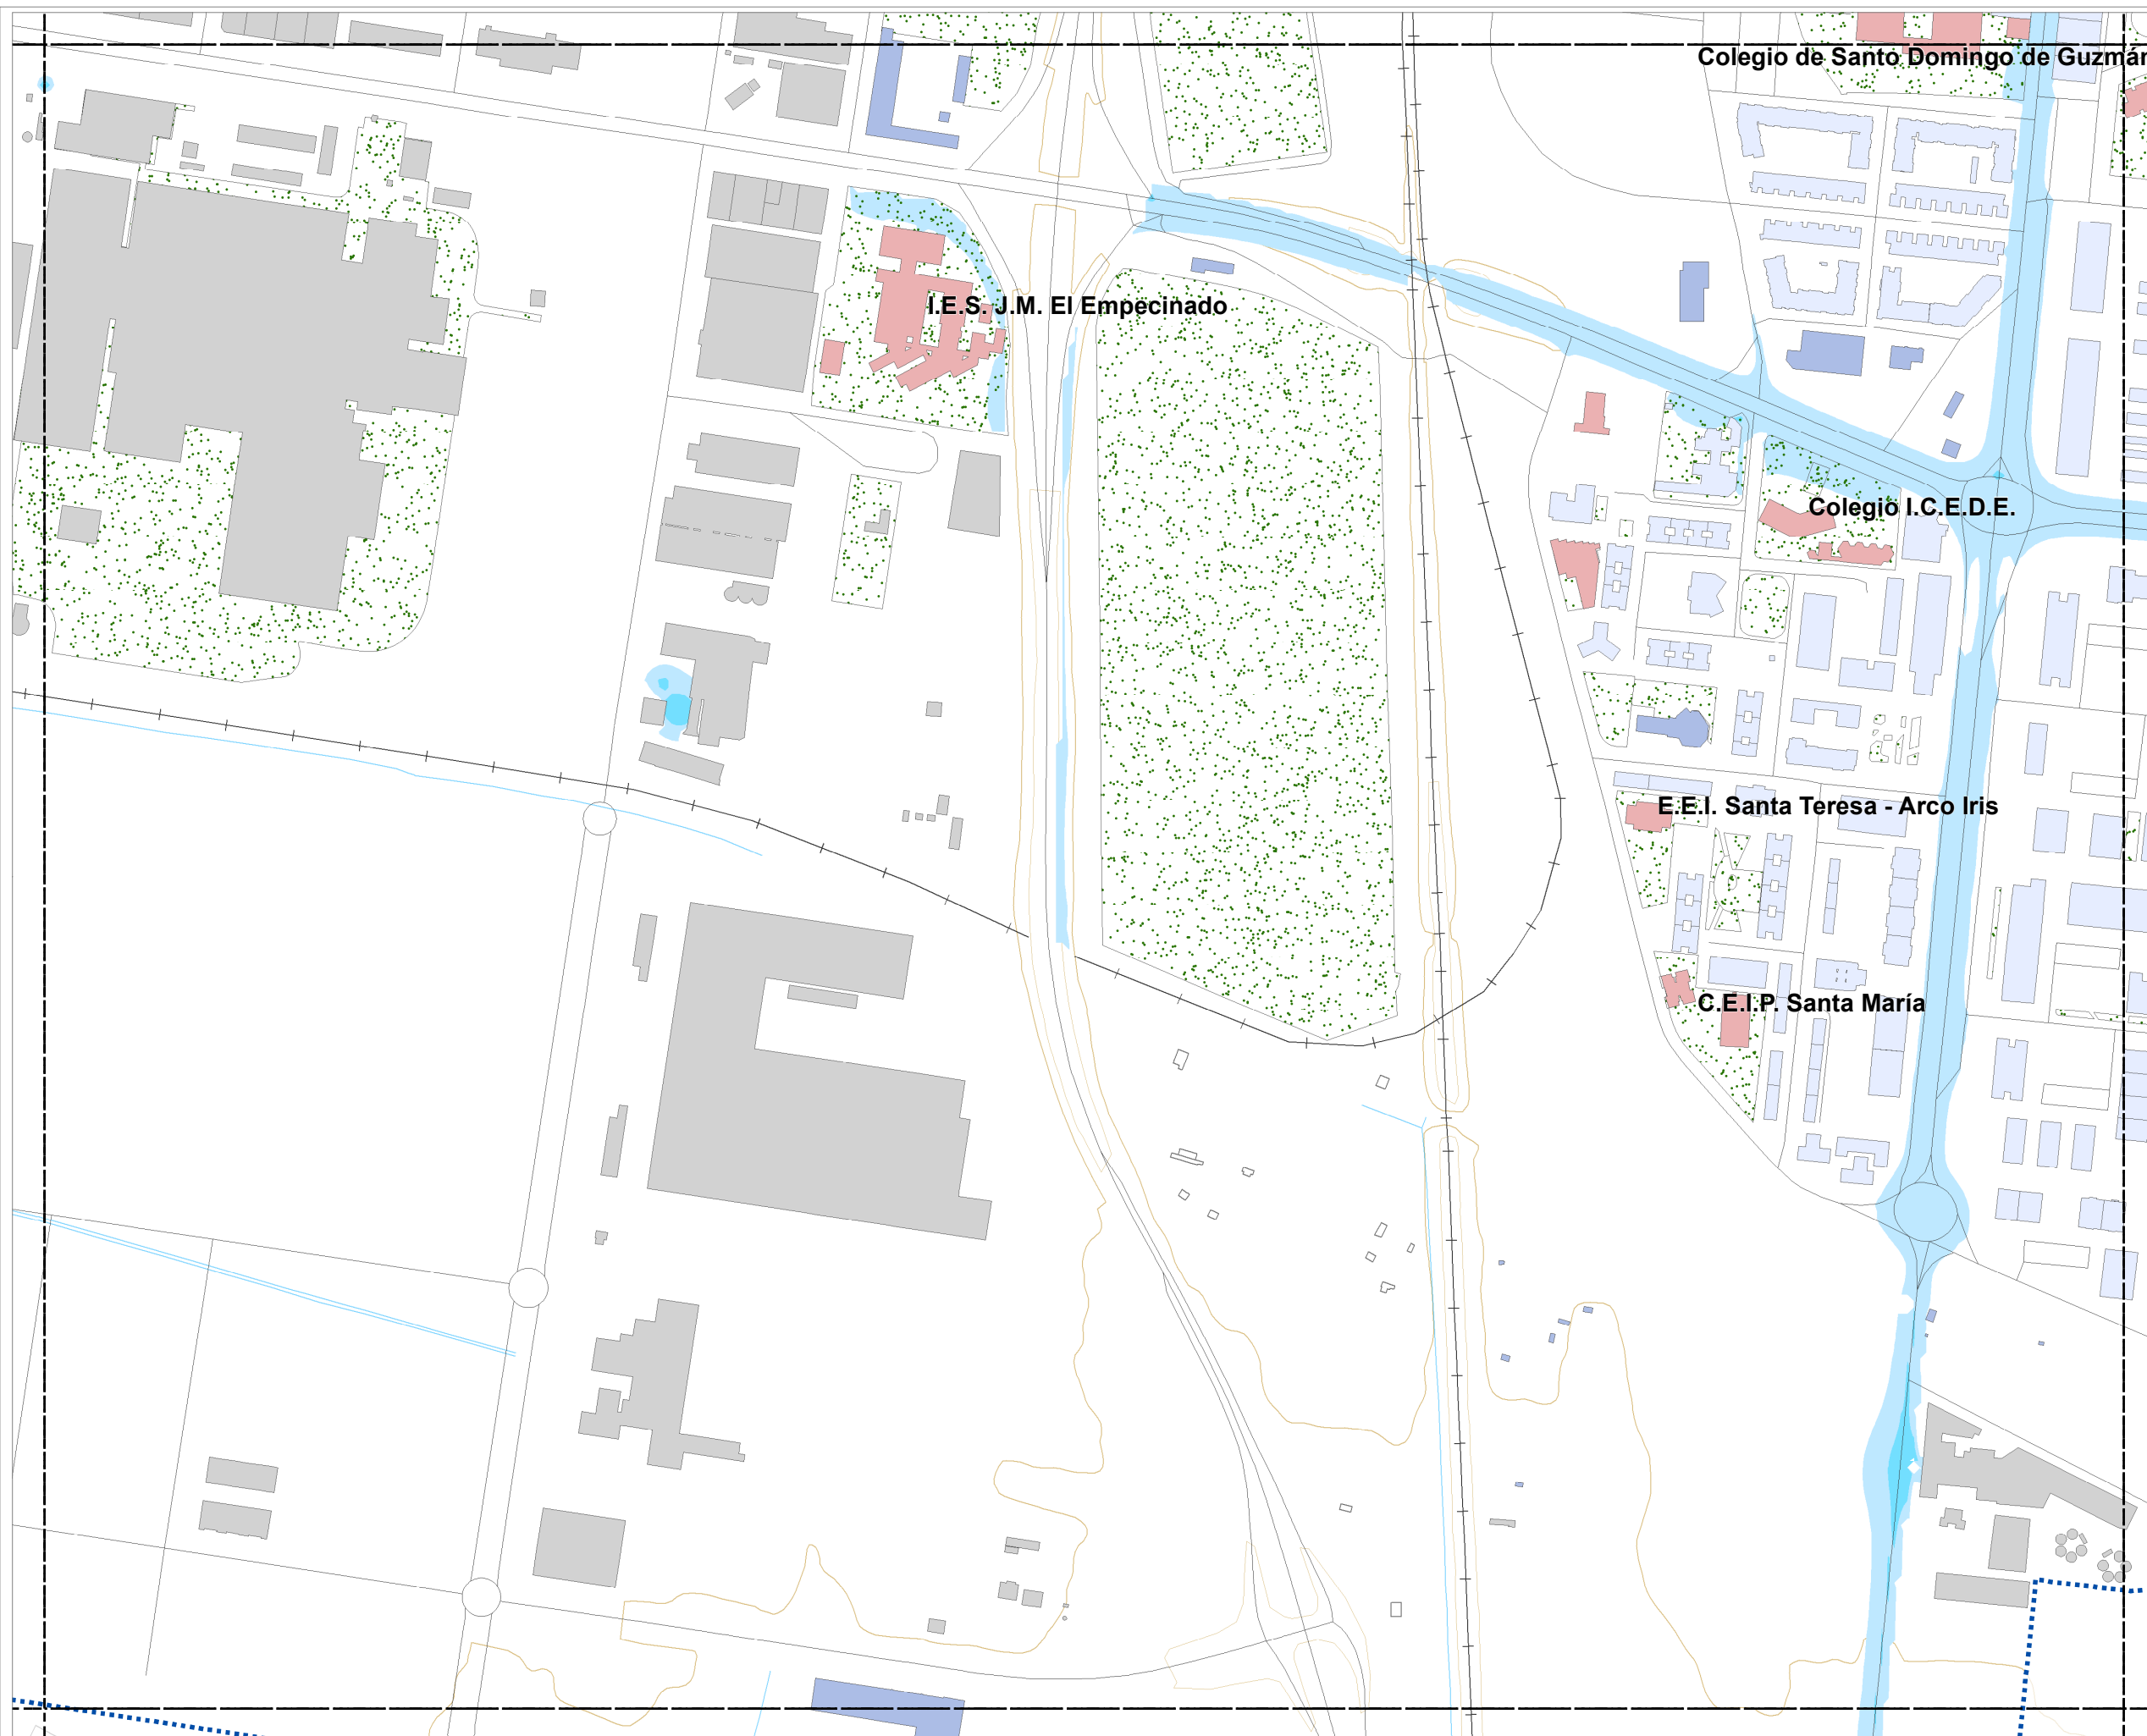 Colegio de Santo Domingo de Guzmán
I.E.S. J.M. El Empecinado
Colegio I.C.E.D.E.
E.E.I. Santa Teresa - Arco Iris
C.E.I.P. Santa María